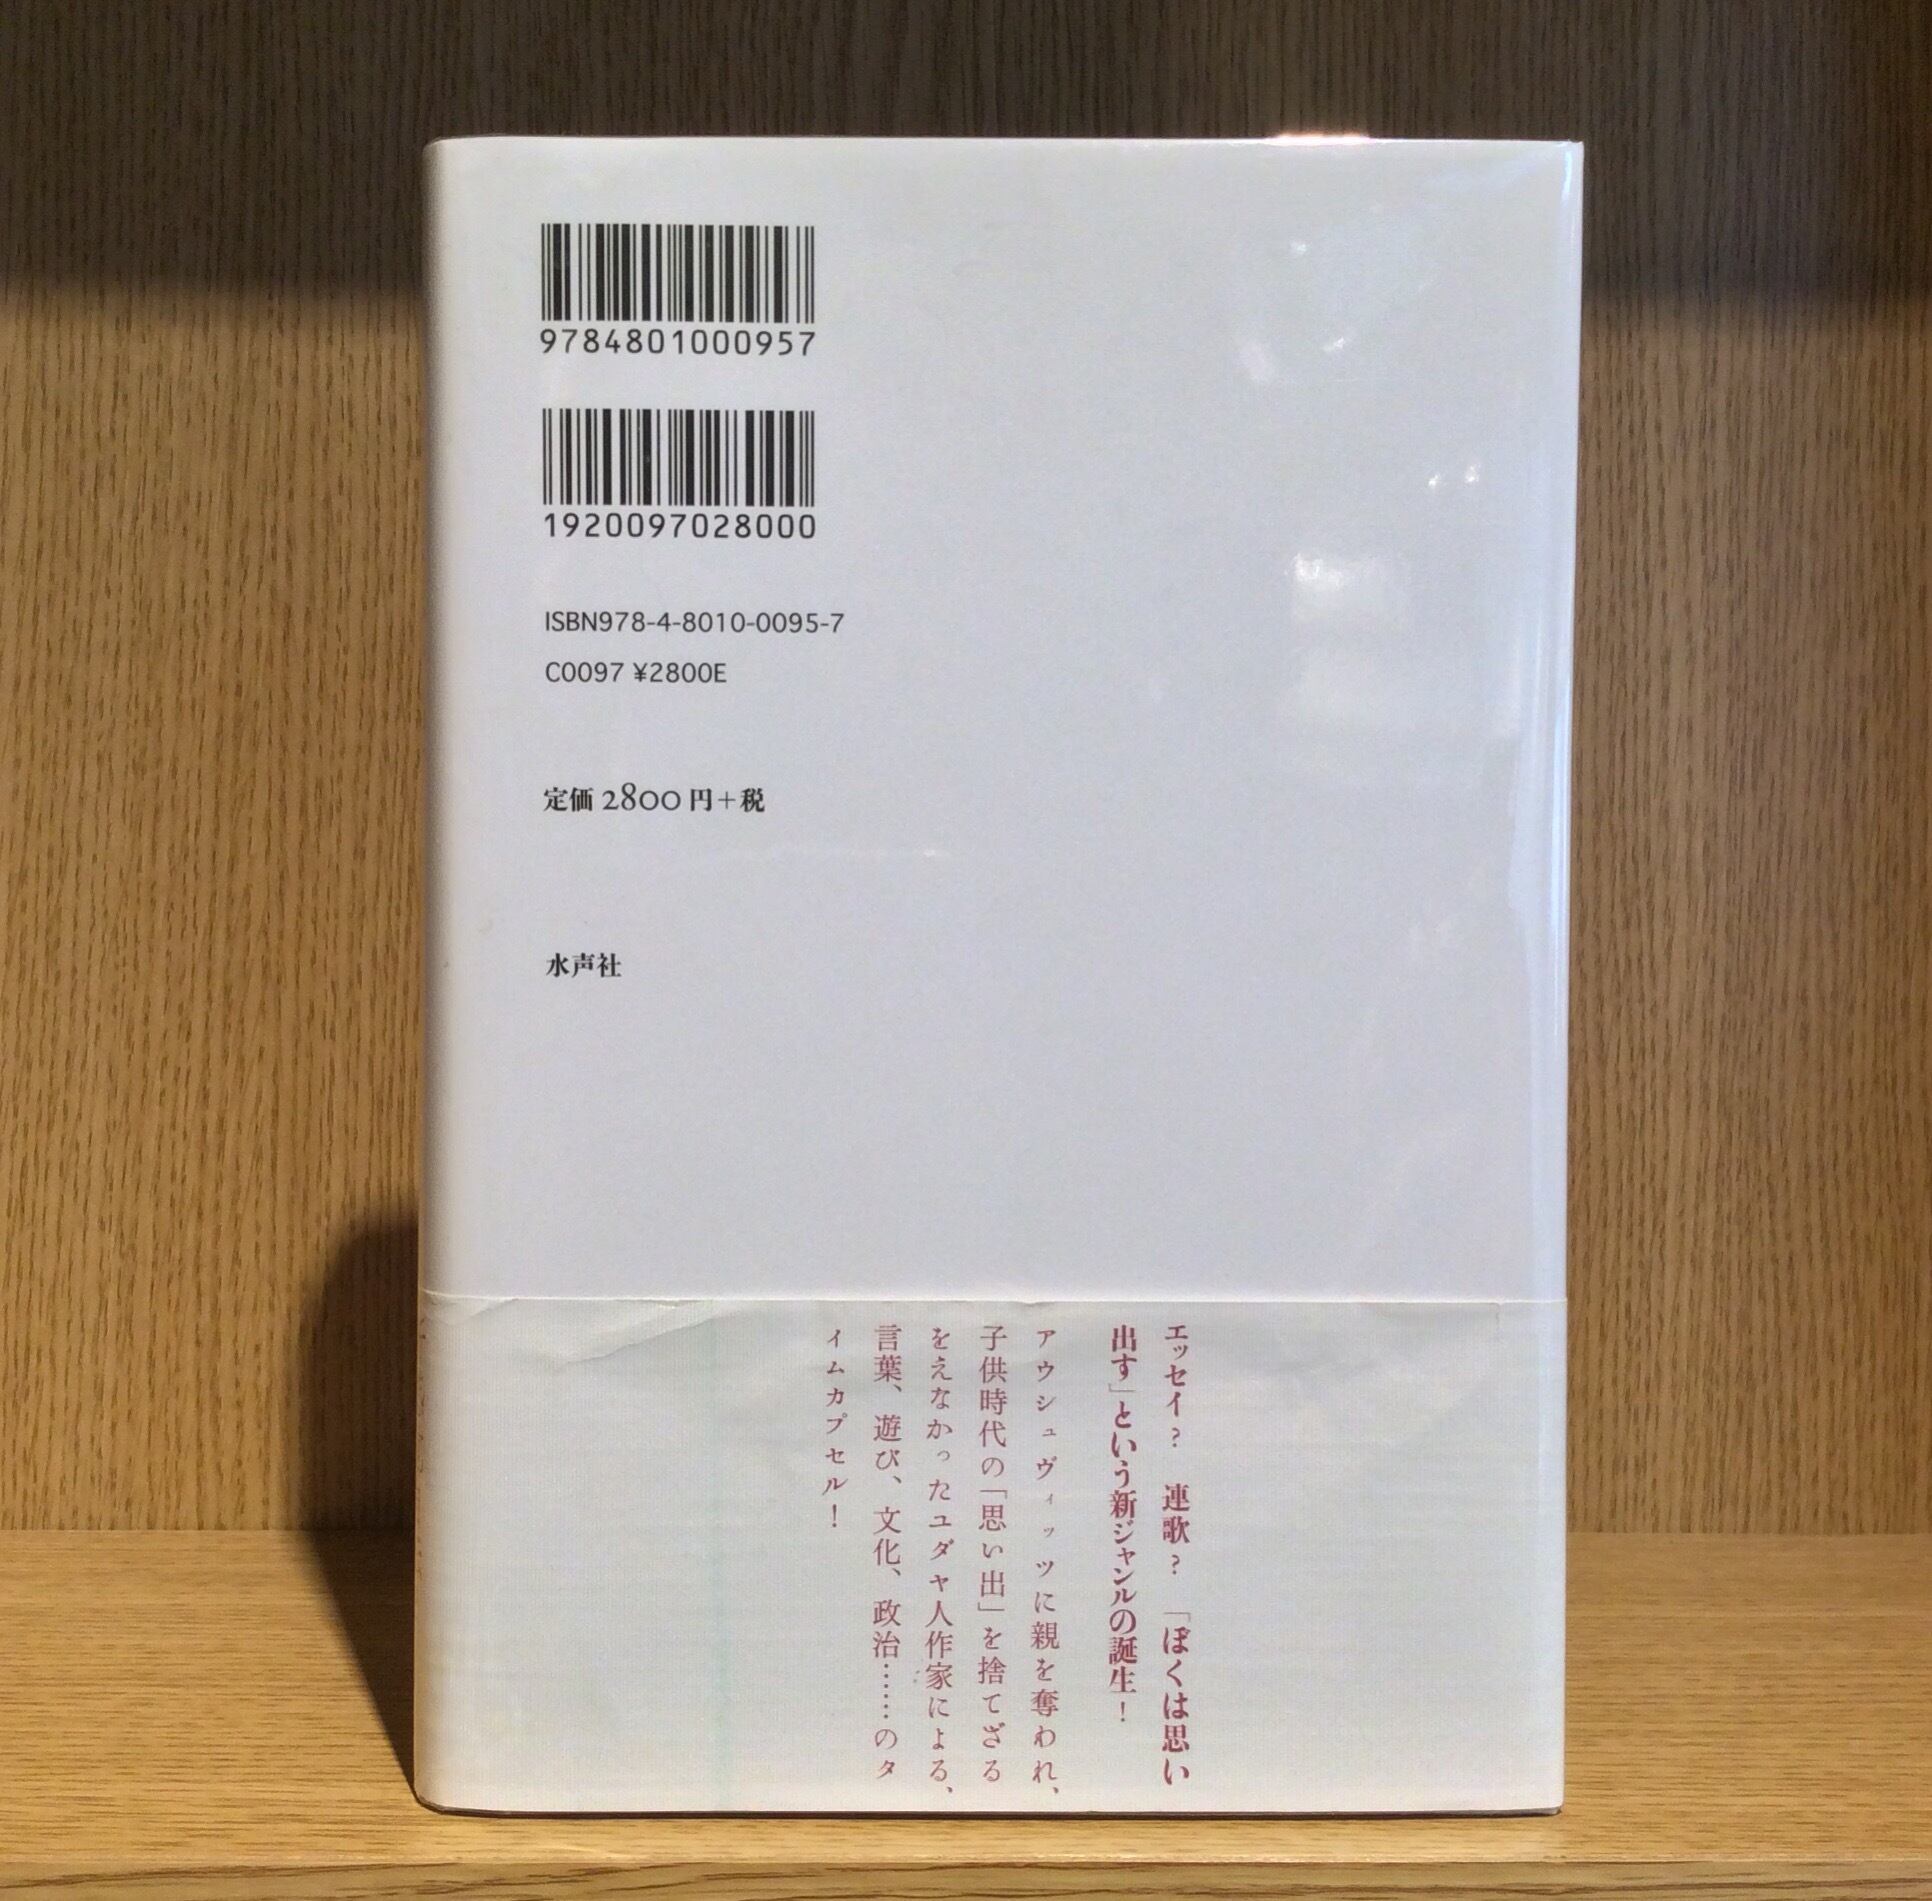 9784801000957
1920097028000
ISBN978-4-8010-0095-7
C0097 ¥2800E
定価 2800 円＋税
水声社
エッセイ？　連歌？　「ぼくは思い
出す」という新ジャンルの誕生！
アウシュヴィッツに親を奪われ、
子供時代の「思い出」を捨てざる
をえなかったユダヤ人作家による、
言葉、遊び、文化、政治……のタ
イムカプセル！